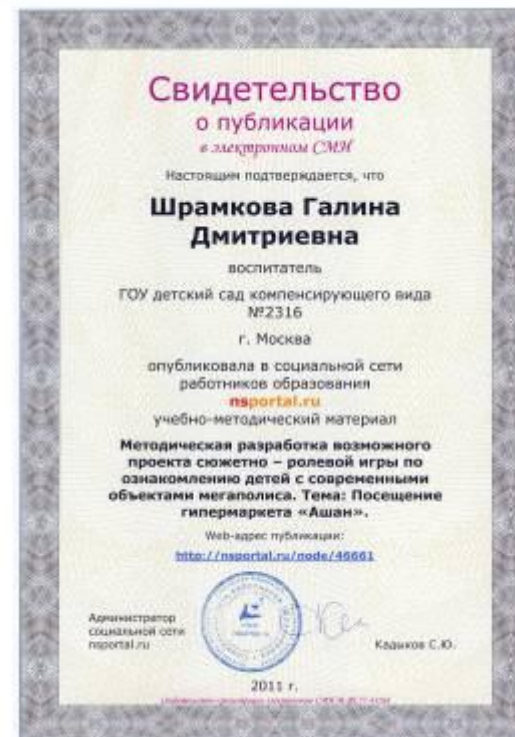 Свидетельство
о публикации
в электронном СМИ
Настоящим подтверждается, что
Шрамкова Галина
Дмитриевна
воспитатель
ГОУ детский сад компенсирующего вида
№2316
г. Москва
опубликовала в социальной сети
работников образования
nsportal.ru
учебно-методический материал
Методическая разработка возможного
проекта сюжетно – ролевой игры по
ознакомлению детей с современными
объектами мегаполиса. Тема: Посещение
гипермаркета «Ашан».
Web-адрес публикации:
http://nsportal.ru/node/46661
Администратор
социальной сети
nsportal.ru
Кадыков С.Ю.
2011 г.